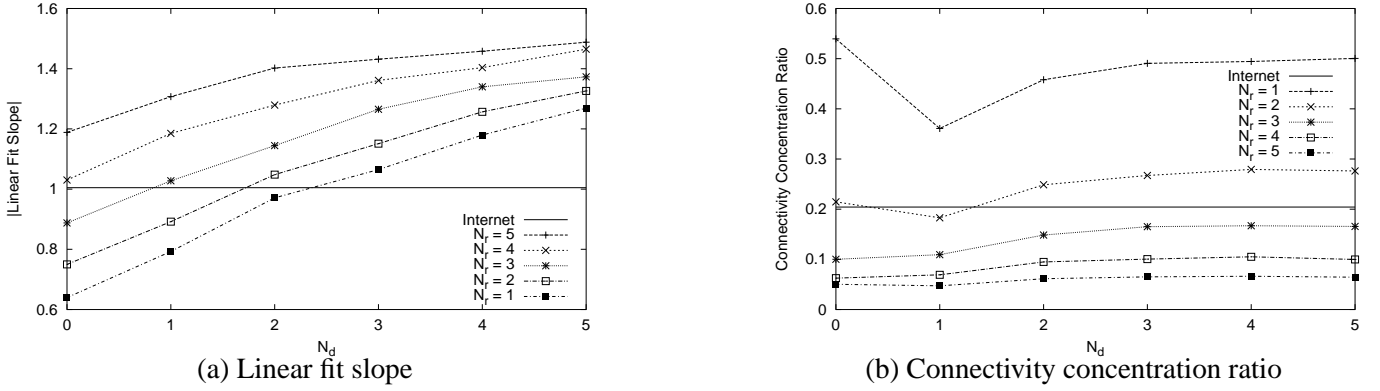 1.6
1.4
1.2
1
0.8
0.6
|Linear Fit Slope|
0 1 2 3 4 5
N_d
Internet
N_r = 5
N_r = 4
N_r = 3
N_r = 2
N_r = 1
(a) Linear fit slope
0.6
0.5
0.4
0.3
0.2
0.1
0
Connectivity Concentration Ratio
0 1 2 3 4 5
N_d
Internet
N_r = 1
N_r = 2
N_r = 3
N_r = 4
N_r = 5
(b) Connectivity concentration ratio